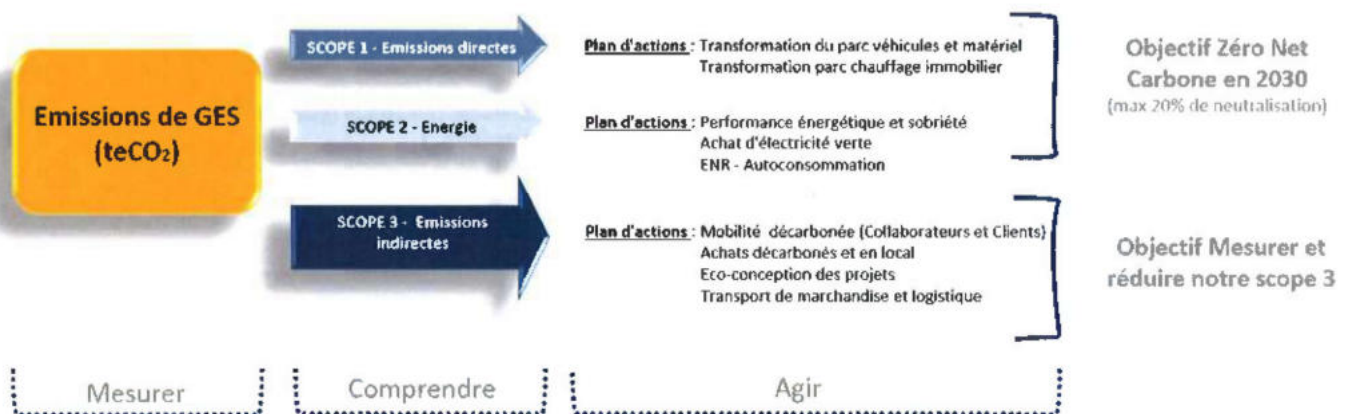 Emissions de GES
(teCO₂)
SCOPE 1 - Emissions directes
Plan d'actions : Transformation du parc véhicules et matériel
Transformation parc chauffage immobilier
SCOPE 2 - Energie
Plan d'actions : Performance énergétique et sobriété
Achat d'électricité verte
ENR - Autoconsommation
Objectif Zéro Net
Carbone en 2030
(max 20% de neutralisation)
SCOPE 3 - Emissions
indirectes
Plan d'actions : Mobilité décarbonée (Collaborateurs et Clients)
Achats décarbonés et en local
Eco-conception des projets
Transport de marchandise et logistique
Objectif Mesurer et
réduire notre scope 3
Mesurer
Comprendre
Agir